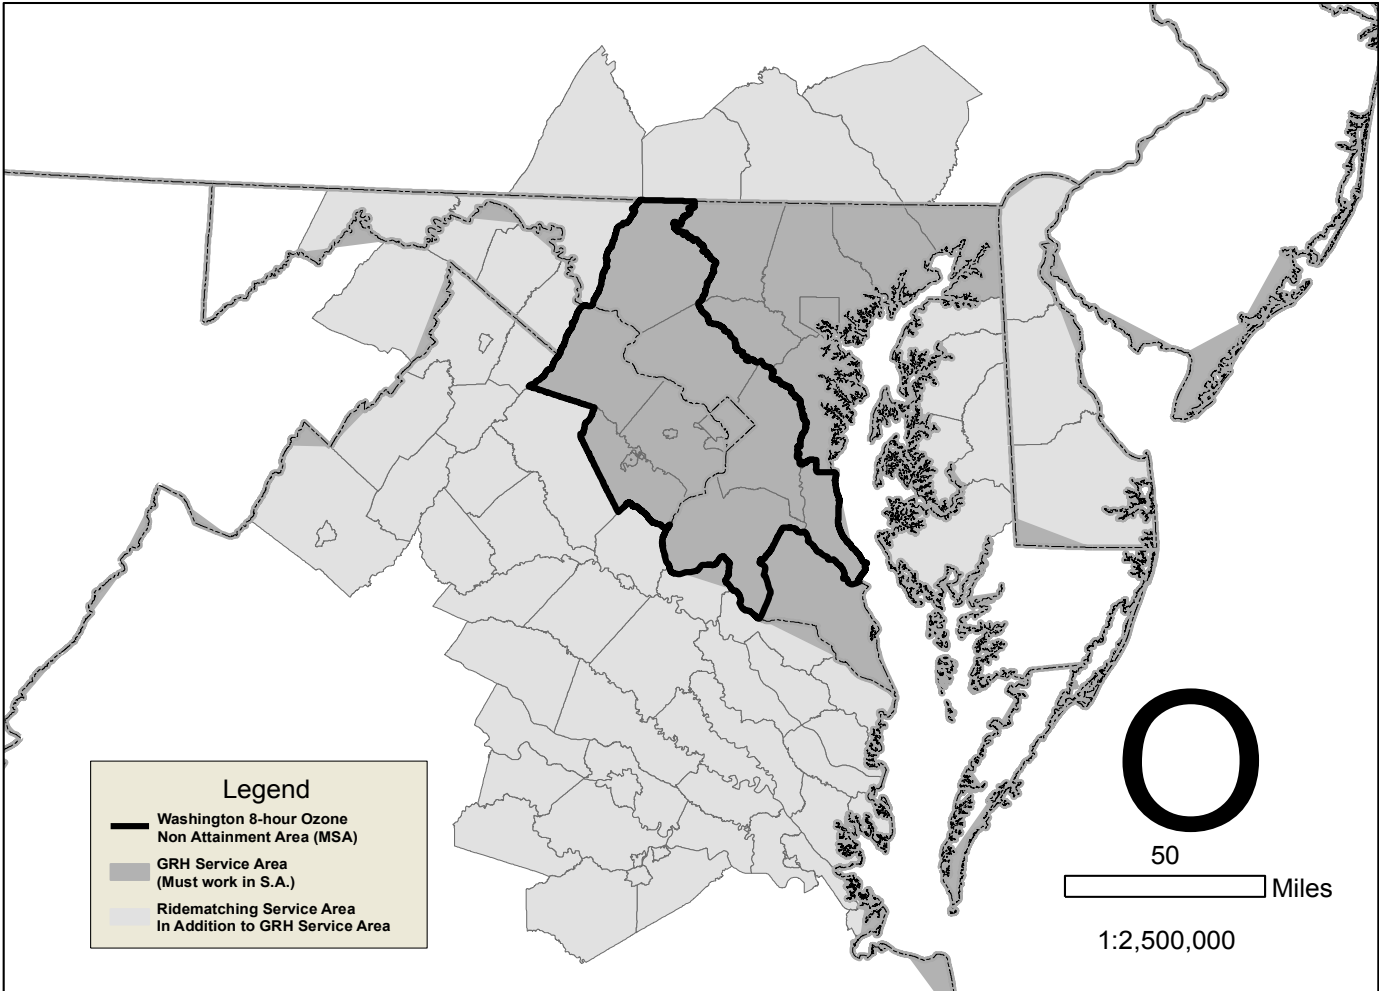 Legend
Washington 8-hour Ozone
Non Attainment Area (MSA)
GRH Service Area
(Must work in S.A.)
Ridematching Service Area
In Addition to GRH Service Area
O
50
Miles
1:2,500,000